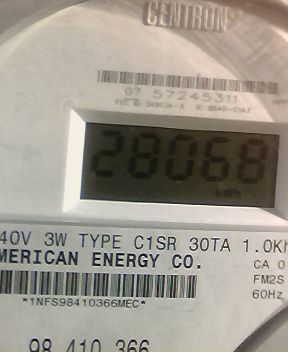 CENTRON®
07 57245311
28068
kWh
40V 3W TYPE C1SR 30TA 1.0Kh
MERICAN ENERGY CO.
CA 0
FM2S
60Hz
*1NFS98410366MEC*
98 410 366